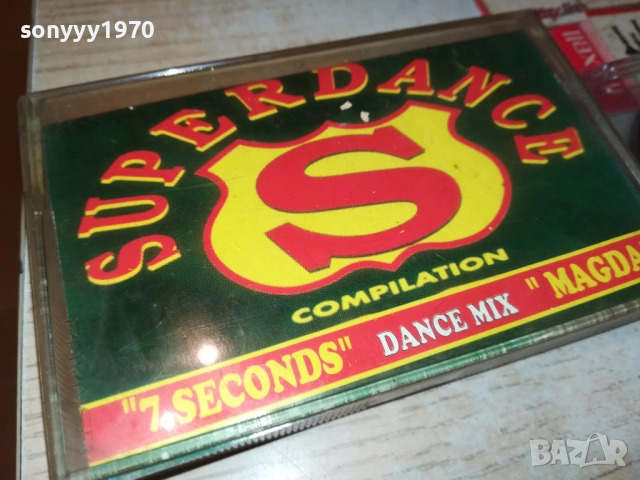 sonyyy1970
SUPERDANCE
S
COMPILATION
"7 SECONDS" DANCE MIX "MAGDA
BAZAR